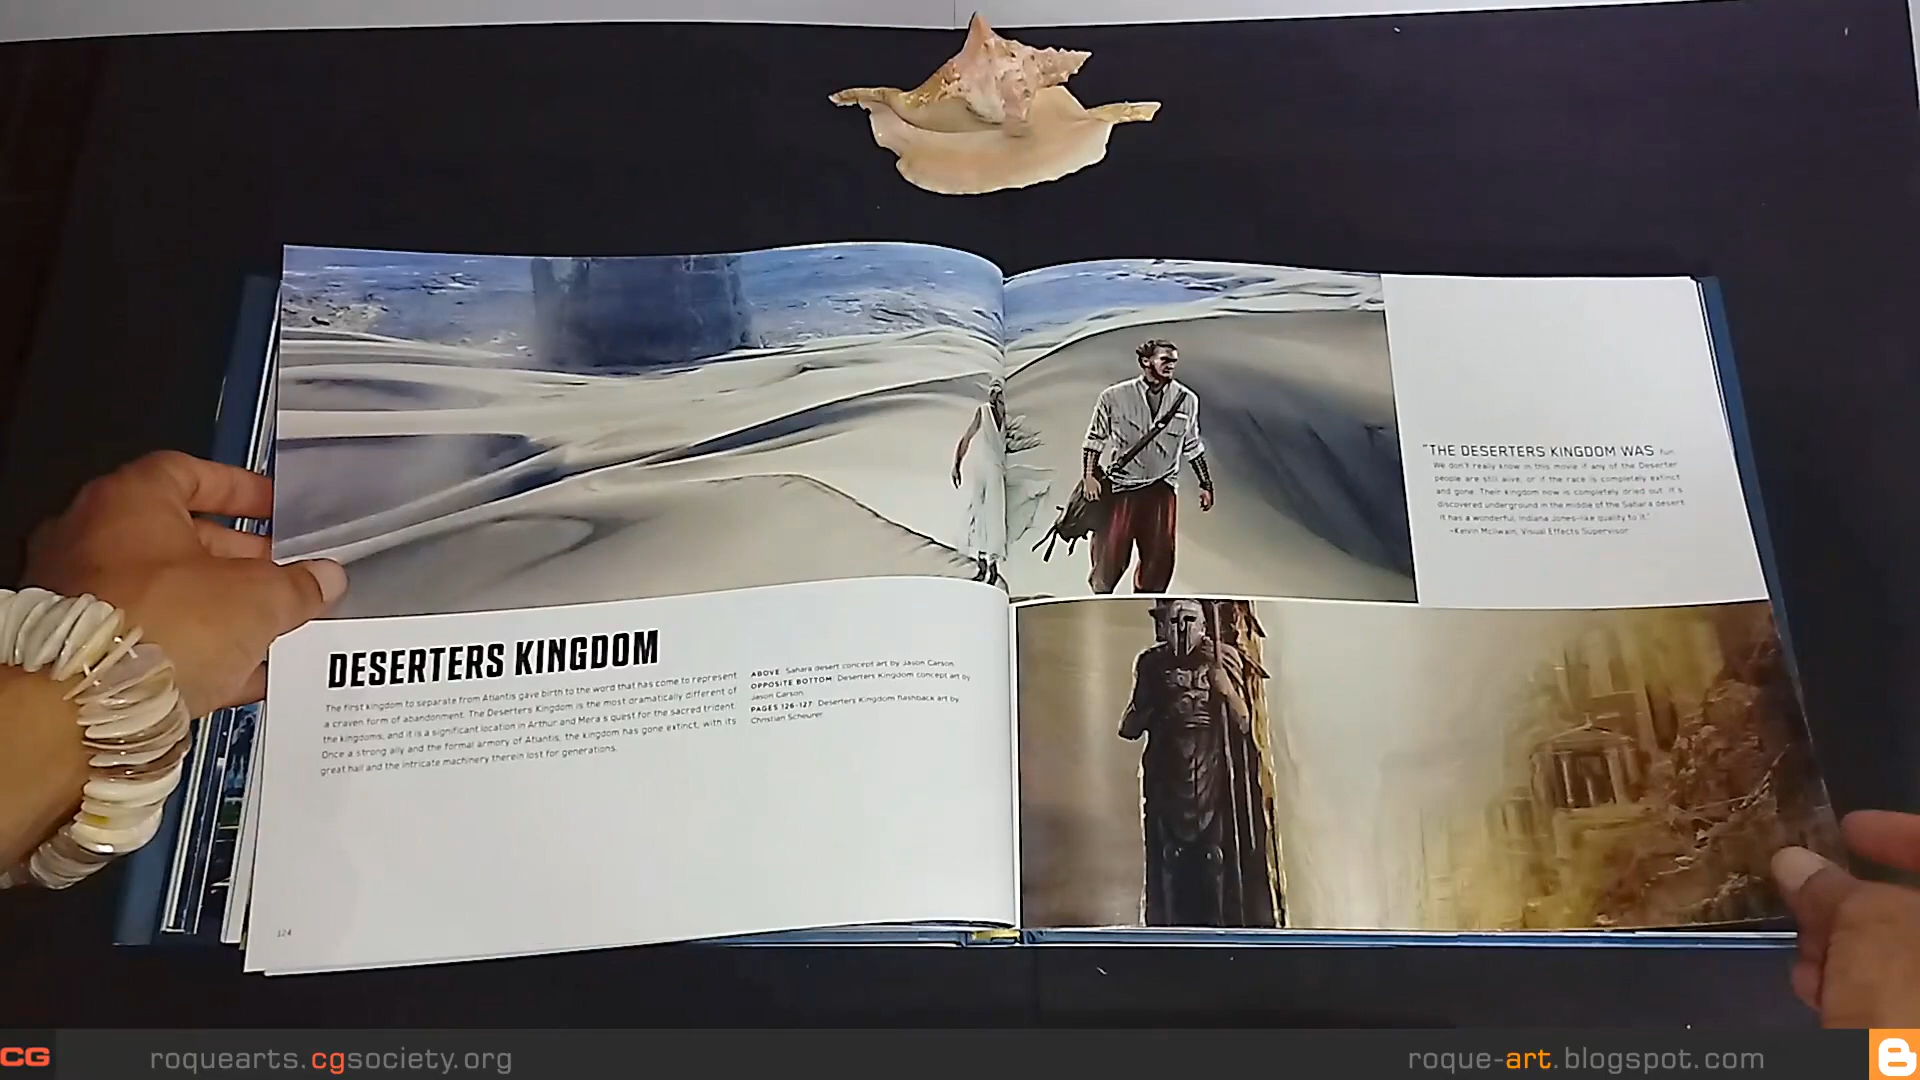 DESERTERS KINGDOM
The first kingdom to separate from Atlantis gave birth to the word that has come to represent
a craven form of abandonment. The Deserters Kingdom is the most dramatically different of
the kingdoms, and it is a significant location in Arthur and Mera's quest for the sacred trident.
Once a strong ally and the formal armory of Atlantis, the kingdom has gone extinct, with its
great hall and the intricate machinery therein lost for generations.
ABOVE Sahara desert concept art by Jason Carson.
OPPOSITE BOTTOM Deserters Kingdom concept art by
Jason Carson.
PAGES 126-127 Deserters Kingdom flashback art by
Christian Scheurer.
124
"THE DESERTERS KINGDOM WAS fun.
We don't really know in this movie if any of the Deserter
people are still alive, or if the race is completely extinct
and gone. Their kingdom now is completely dried out. It's
discovered underground in the middle of the Sahara desert.
It has a wonderful, Indiana Jones-like quality to it."
–Kevin McIlwain, Visual Effects Supervisor
CG
roquearts.cgsociety.org
roque-art.blogspot.com